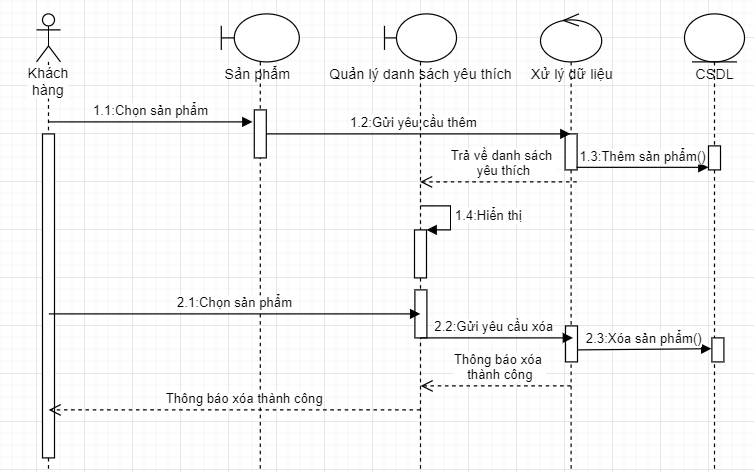 Khách
hàng
Sản phẩm
Quản lý danh sách yêu thích
Xử lý dữ liệu
CSDL
1.1:Chọn sản phẩm
1.2:Gửi yêu cầu thêm
1.3:Thêm sản phẩm()
Trả về danh sách
yêu thích
1.4:Hiển thị
2.1:Chọn sản phẩm
2.2:Gửi yêu cầu xóa
2.3:Xóa sản phẩm()
Thông báo xóa
thành công
Thông báo xóa thành công